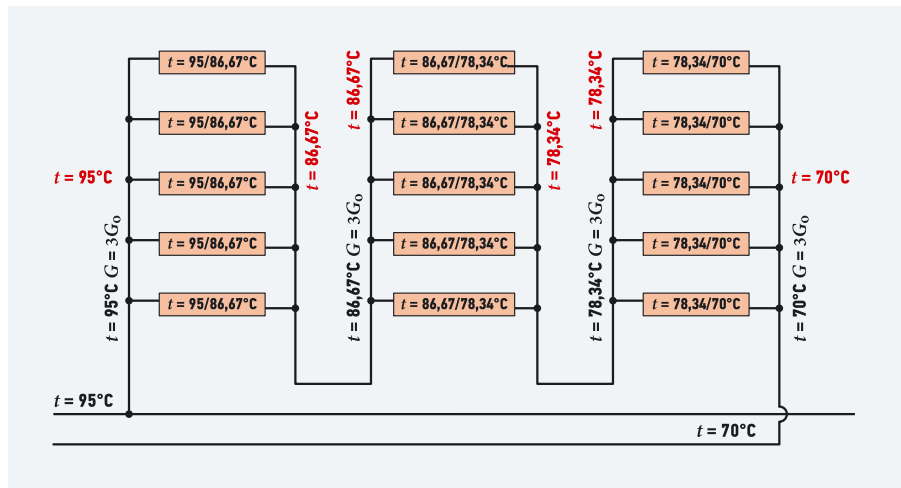 t = 95/86,67°C
t = 86,67°C
t = 86,67/78,34°C
t = 78,34°C
t = 78,34/70°C
t = 95/86,67°C
t = 86,67°C
t = 86,67/78,34°C
t = 78,34°C
t = 78,34/70°C
t = 95°C
t = 95/86,67°C
t = 86,67/78,34°C
t = 78,34/70°C
t = 70°C
t = 95°C G = 3G₀
t = 95/86,67°C
t = 86,67°C G = 3G₀
t = 86,67/78,34°C
t = 78,34°C G = 3G₀
t = 78,34/70°C
t = 70°C G = 3G₀
t = 95/86,67°C
t = 86,67/78,34°C
t = 78,34/70°C
t = 95°C
t = 70°C